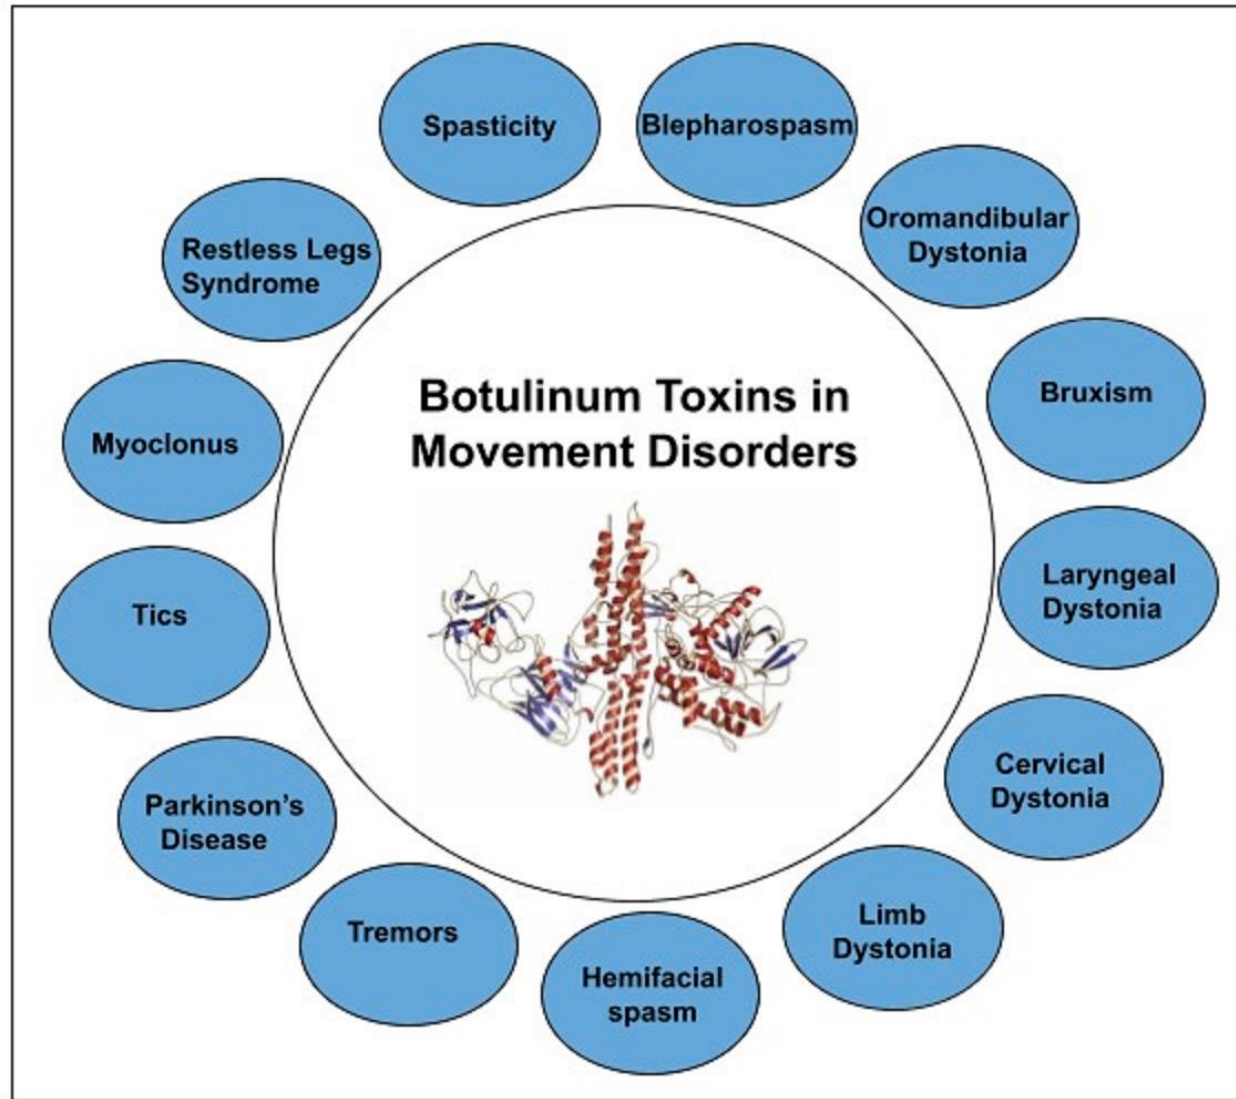 Spasticity
Blepharospasm
Oromandibular
Dystonia
Restless Legs
Syndrome
Bruxism
Botulinum Toxins in
Movement Disorders
Myoclonus
Laryngeal
Dystonia
Tics
Cervical
Dystonia
Parkinson’s
Disease
Limb
Dystonia
Tremors
Hemifacial
spasm